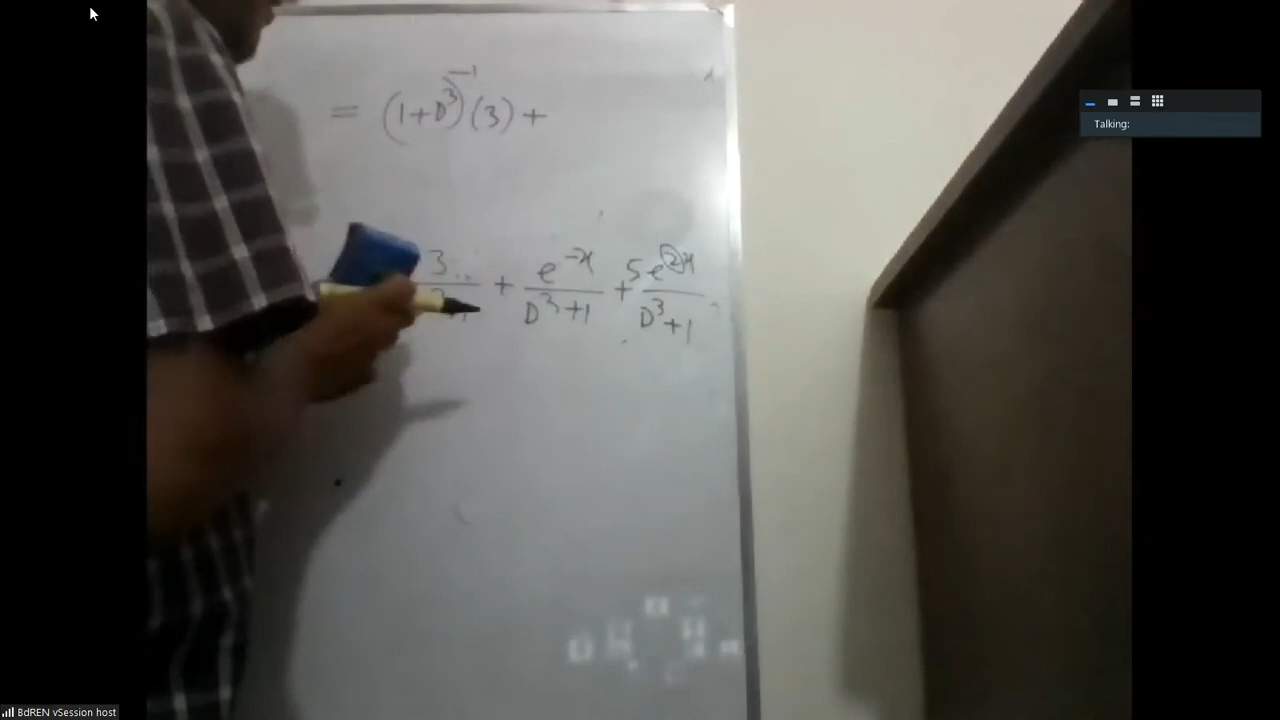 = (1+D³)⁻¹ (3) +
3 + e⁻ˣ / D³+1 + 5e²ˣ / D³+1
Talking:
BdREN vSession host